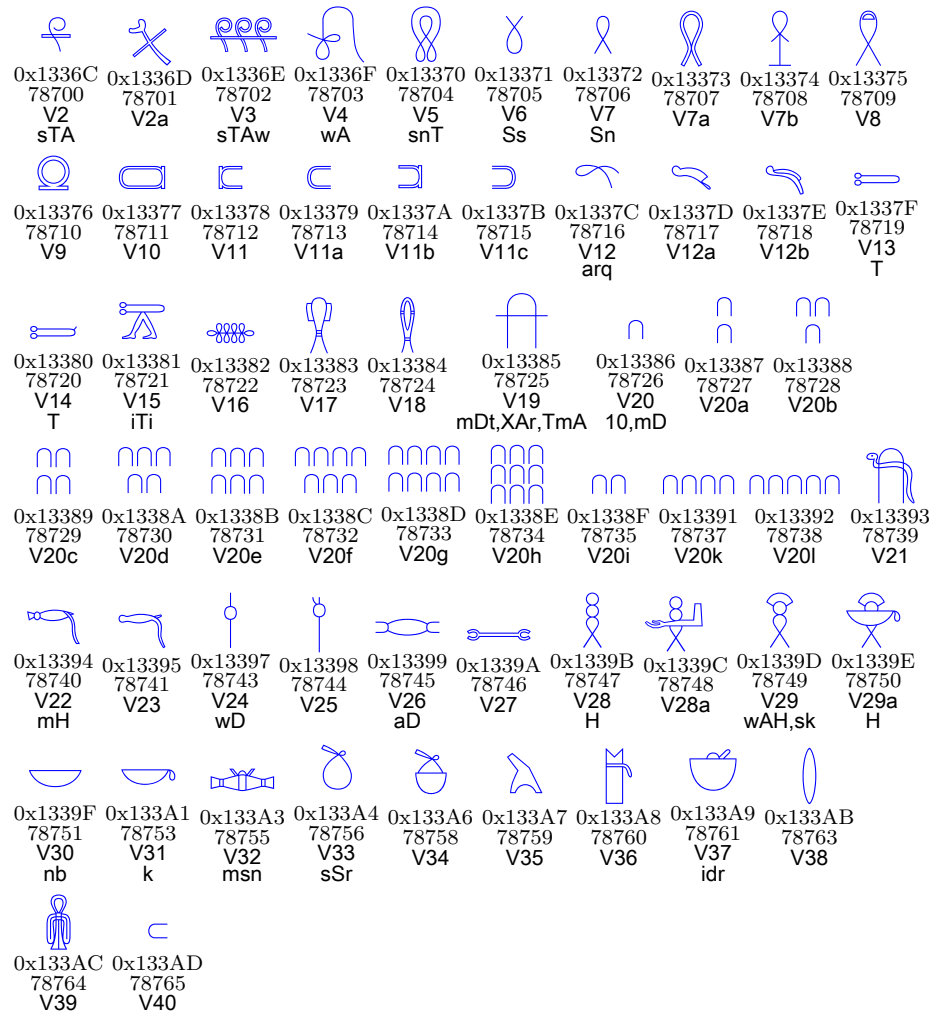 0x1336C 0x1336D 0x1336E 0x1336F 0x13370 0x13371 0x13372 0x13373 0x13374 0x13375
78700 78701 78702 78703 78704 78705 78706 78707 78708 78709
V2 V2a V3 V4 V5 V6 V7 V7a V7b V8
sTA sTAw wA snT Ss Sn
0x13376 0x13377 0x13378 0x13379 0x1337A 0x1337B 0x1337C 0x1337D 0x1337E 0x1337F
78710 78711 78712 78713 78714 78715 78716 78717 78718 78719
V9 V10 V11 V11a V11b V11c V12 V12a V12b V13
arq T
0x13380 0x13381 0x13382 0x13383 0x13384 0x13385 0x13386 0x13387 0x13388
78720 78721 78722 78723 78724 78725 78726 78727 78728
V14 V15 V16 V17 V18 V19 V20 V20a V20b
T iTi mDt,XAr,TmA 10,mD
0x13389 0x1338A 0x1338B 0x1338C 0x1338D 0x1338E 0x1338F 0x13391 0x13392 0x13393
78729 78730 78731 78732 78733 78734 78735 78737 78738 78739
V20c V20d V20e V20f V20g V20h V20i V20k V20l V21
0x13394 0x13395 0x13397 0x13398 0x13399 0x1339A 0x1339B 0x1339C 0x1339D 0x1339E
78740 78741 78743 78744 78745 78746 78747 78748 78749 78750
V22 V23 V24 V25 V26 V27 V28 V28a V29 V29a
mH wD aD H wAH,sk H
0x1339F 0x133A1 0x133A3 0x133A4 0x133A6 0x133A7 0x133A8 0x133A9 0x133AB
78751 78753 78755 78756 78758 78759 78760 78761 78763
V30 V31 V32 V33 V34 V35 V36 V37 V38
nb k msn sSr idr
0x133AC 0x133AD
78764 78765
V39 V40